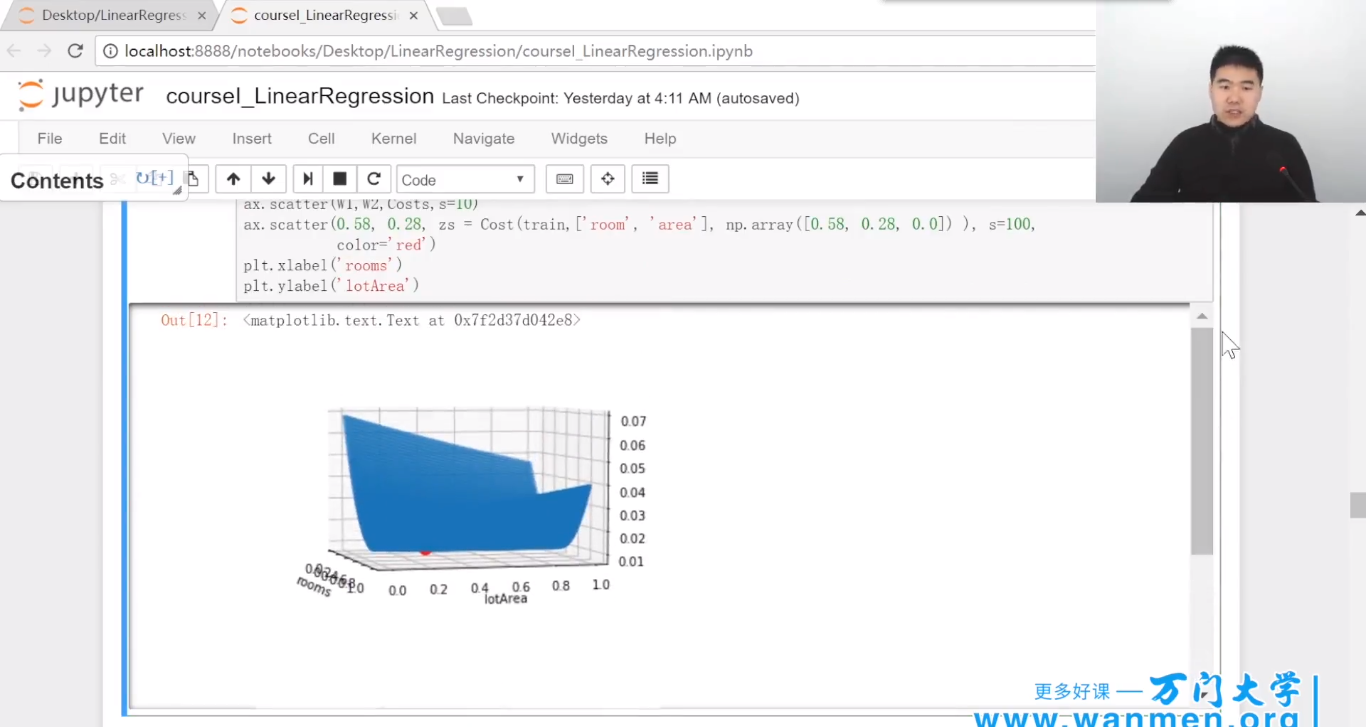 Desktop/LinearRegress
coursel_LinearRegressi
localhost:8888/notebooks/Desktop/LinearRegression/coursel_LinearRegression.ipynb
jupyter
coursel_LinearRegression Last Checkpoint: Yesterday at 4:11 AM (autosaved)
File Edit View Insert Cell Kernel Navigate Widgets Help
Contents [+]
Code
ax.scatter(W1,W2,Costs,s=10)
ax.scatter(0.58, 0.28, zs = Cost(train,['room', 'area'], np.array([0.58, 0.28, 0.0]) ), s=100,
color='red')
plt.xlabel('rooms')
plt.ylabel('lotArea')
Out[12]: <matplotlib.text.Text at 0x7f2d37d042e8>
0.07
0.06
0.05
0.04
0.03
0.02
0.01
0.0 0.2 0.4 0.6 0.8 1.0
rooms
lotArea
更多好课 — 万门大学
www.wanmen.org